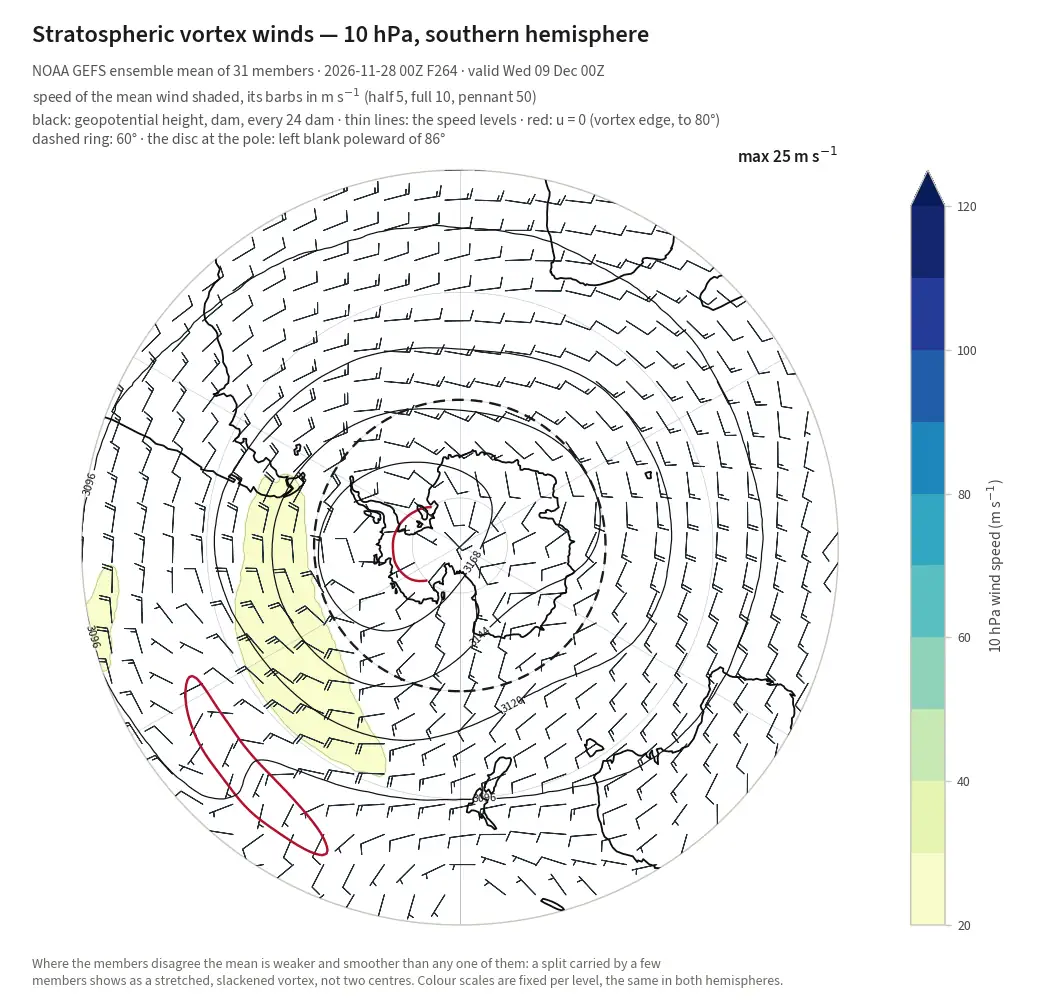 Stratospheric vortex winds — 10 hPa, southern hemisphere
NOAA GEFS ensemble mean of 31 members · 2026-11-28 00Z F264 · valid Wed 09 Dec 00Z
speed of the mean wind shaded, its barbs in m s⁻¹ (half 5, full 10, pennant 50)
black: geopotential height, dam, every 24 dam · thin lines: the speed levels · red: u = 0 (vortex edge, to 80°)
dashed ring: 60° · the disc at the pole: left blank poleward of 86°
max 25 m s⁻¹
120
100
80
60
40
20
10 hPa wind speed (m s⁻¹)
3096
3168
3096
3144
3120
3096
Where the members disagree the mean is weaker and smoother than any one of them: a split carried by a few
members shows as a stretched, slackened vortex, not two centres. Colour scales are fixed per level, the same in both hemispheres.